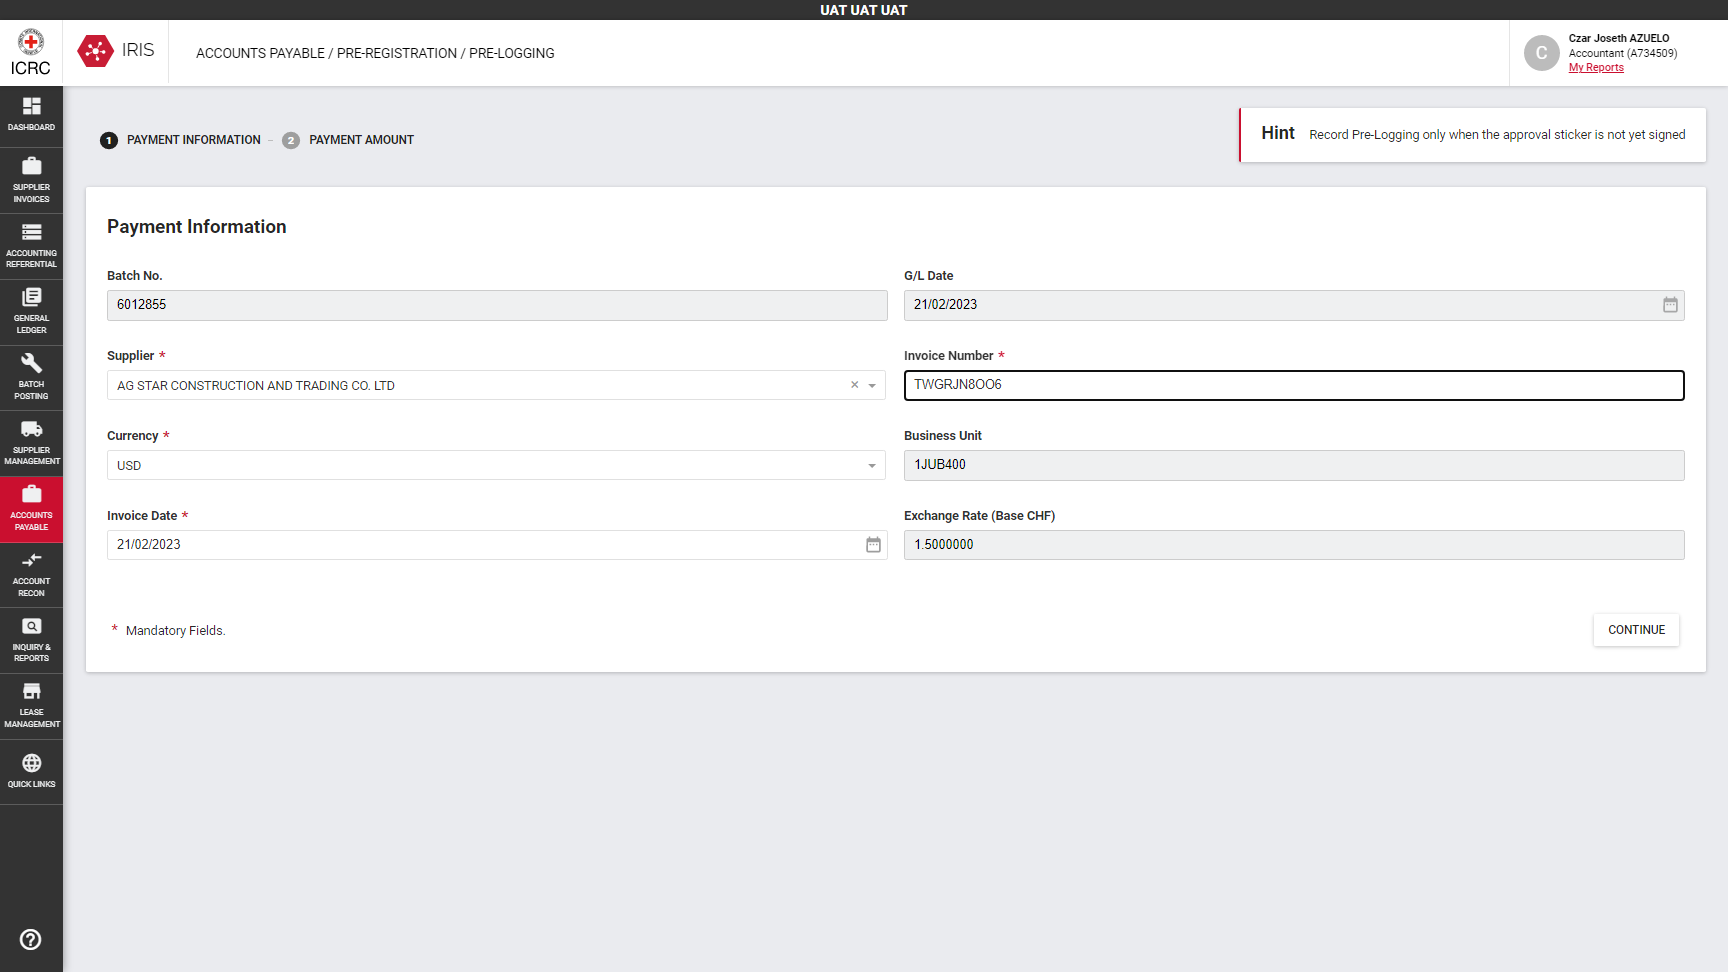 UAT UAT UAT
ICRC
IRIS
ACCOUNTS PAYABLE / PRE-REGISTRATION / PRE-LOGGING
C
Czar Joseth AZUELO
Accountant (A734509)
My Reports
DASHBOARD
SUPPLIER
INVOICES
ACCOUNTING
REFERENTIAL
GENERAL
LEDGER
BATCH
POSTING
SUPPLIER
MANAGEMENT
ACCOUNTS
PAYABLE
ACCOUNT
RECON
INQUIRY &
REPORTS
LEASE
MANAGEMENT
QUICK LINKS
1 PAYMENT INFORMATION – 2 PAYMENT AMOUNT
Hint Record Pre-Logging only when the approval sticker is not yet signed
Payment Information
Batch No.
6012855
G/L Date
21/02/2023
Supplier *
AG STAR CONSTRUCTION AND TRADING CO. LTD ×
Invoice Number *
TWGRJN8OO6
Currency *
USD
Business Unit
1JUB400
Invoice Date *
21/02/2023
Exchange Rate (Base CHF)
1.5000000
* Mandatory Fields.
CONTINUE